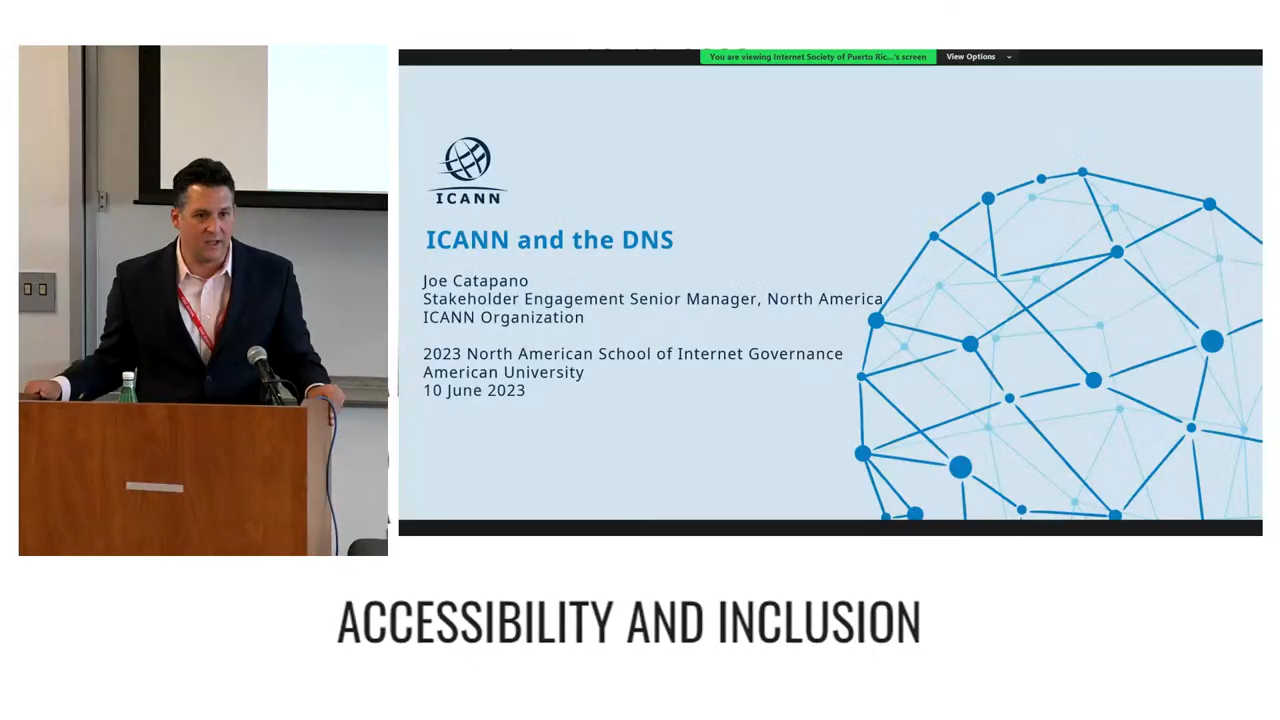 You are viewing Internet Society of Puerto Ric...'s screen View Options
ICANN
ICANN and the DNS
Joe Catapano
Stakeholder Engagement Senior Manager, North America
ICANN Organization
2023 North American School of Internet Governance
American University
10 June 2023
ACCESSIBILITY AND INCLUSION